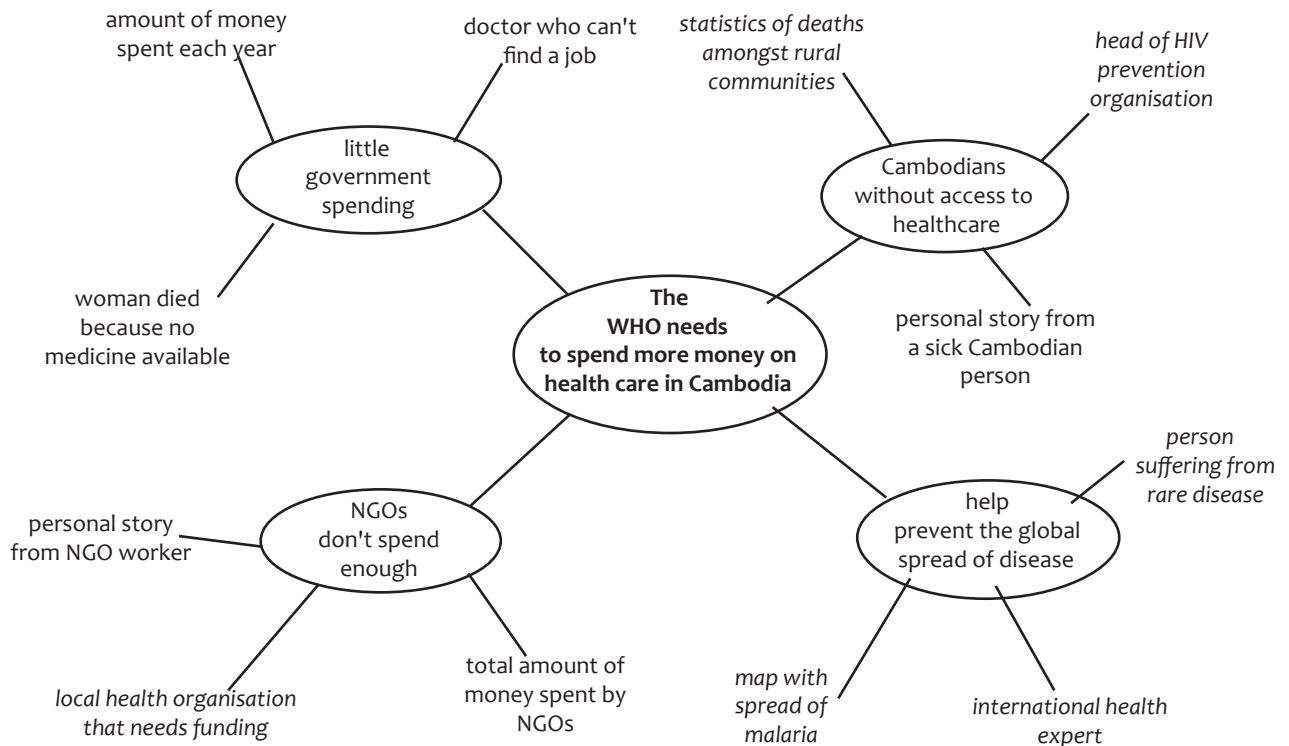 amount of money
spent each year
doctor who can't
find a job
statistics of deaths
amongst rural
communities
head of HIV
prevention
organisation
little
government
spending
Cambodians
without access to
healthcare
woman died
because no
medicine available
The
WHO needs
to spend more money on
health care in Cambodia
personal story from
a sick Cambodian
person
person
suffering from
rare disease
personal story
from NGO worker
NGOs
don't spend
enough
help
prevent the global
spread of disease
local health organisation
that needs funding
total amount of
money spent by
NGOs
map with
spread of
malaria
international health
expert